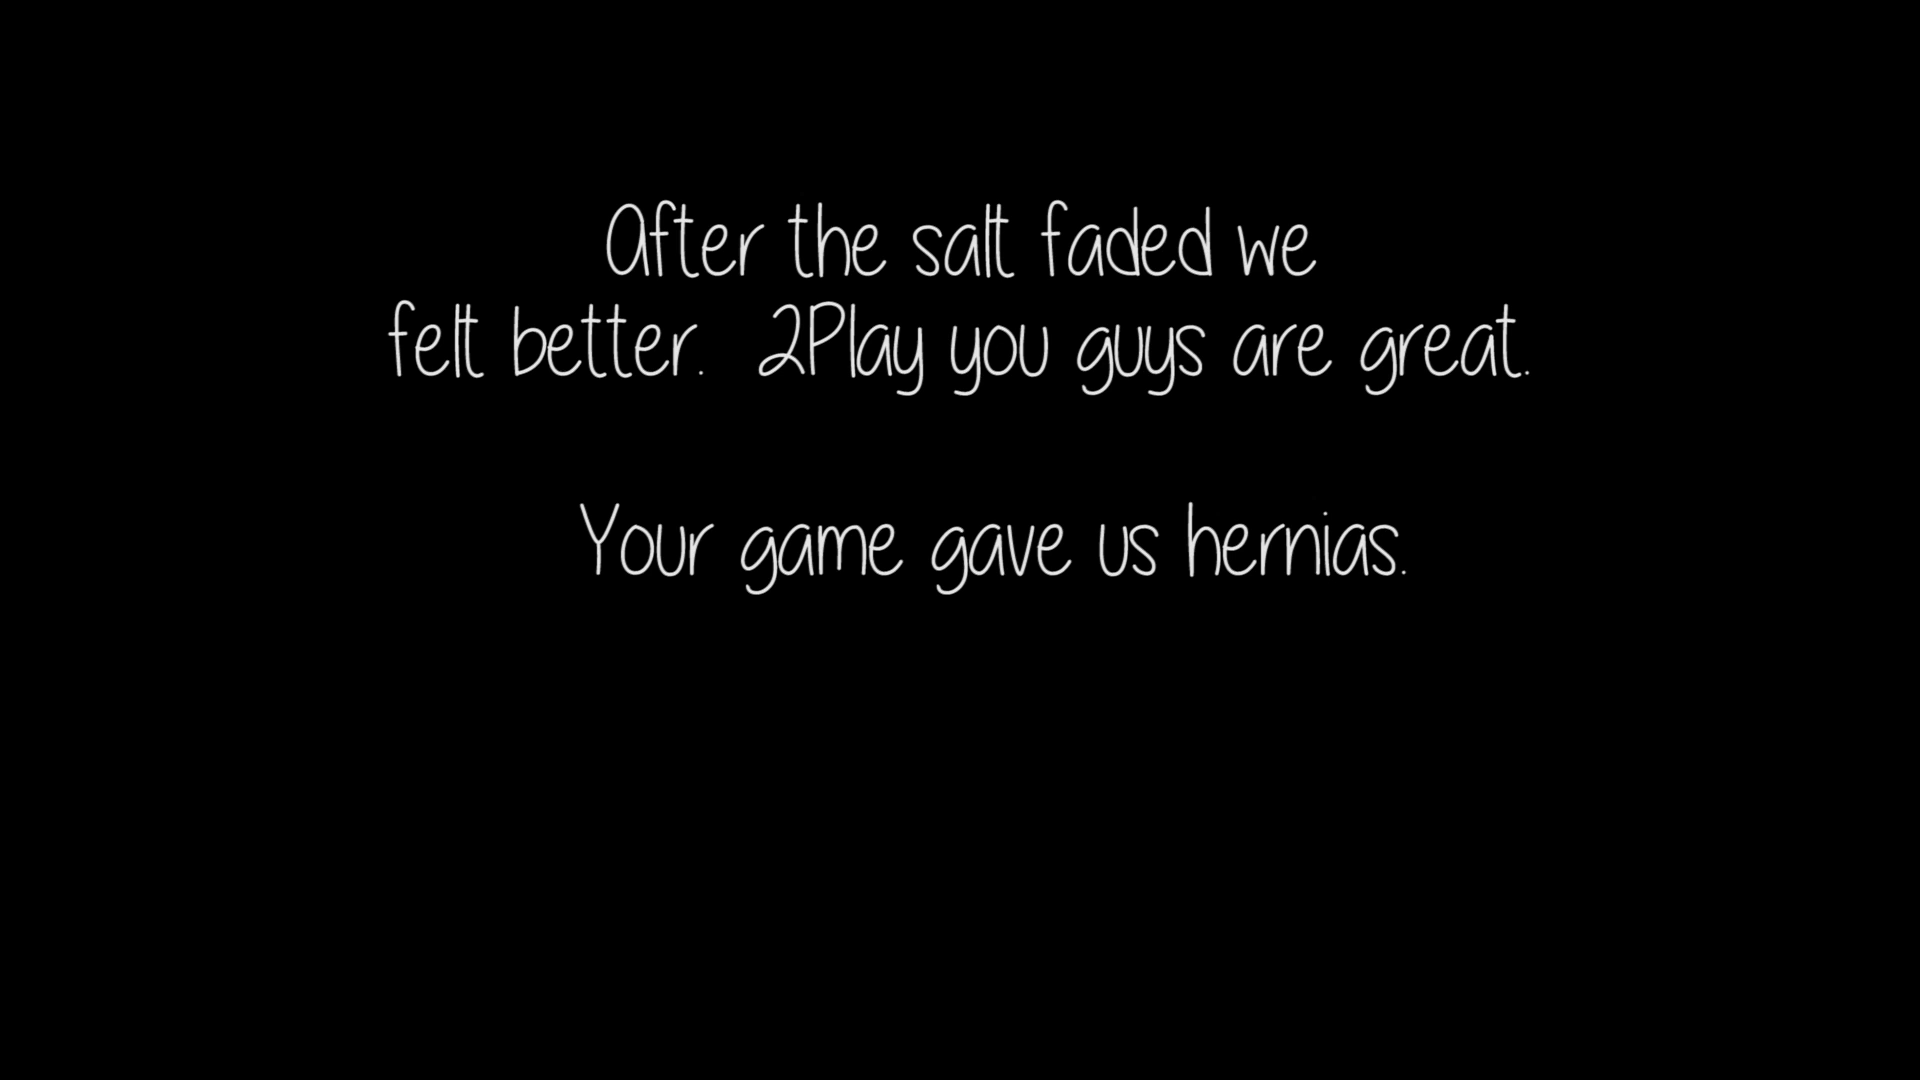 After the salt faded we
felt better.  2Play you guys are great.
Your game gave us hernias.